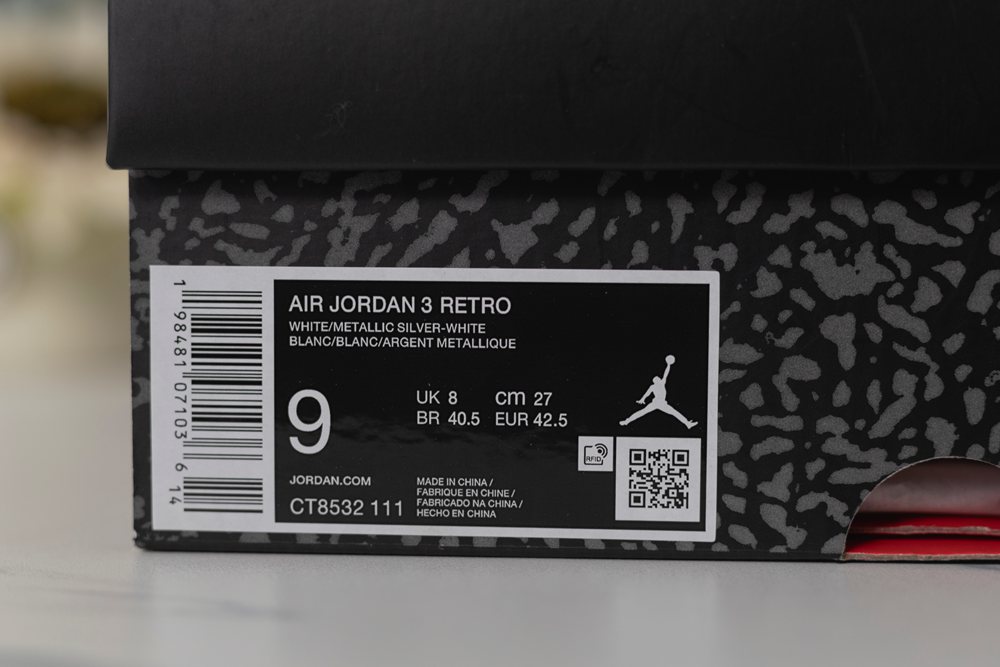 1 98481 07103 6 14
AIR JORDAN 3 RETRO
WHITE/METALLIC SILVER-WHITE
BLANC/BLANC/ARGENT METALLIQUE
9
UK 8 cm 27
BR 40.5 EUR 42.5
RFID
JORDAN.COM
CT8532 111
MADE IN CHINA /
FABRIQUE EN CHINE /
FABRICADO NA CHINA /
HECHO EN CHINA